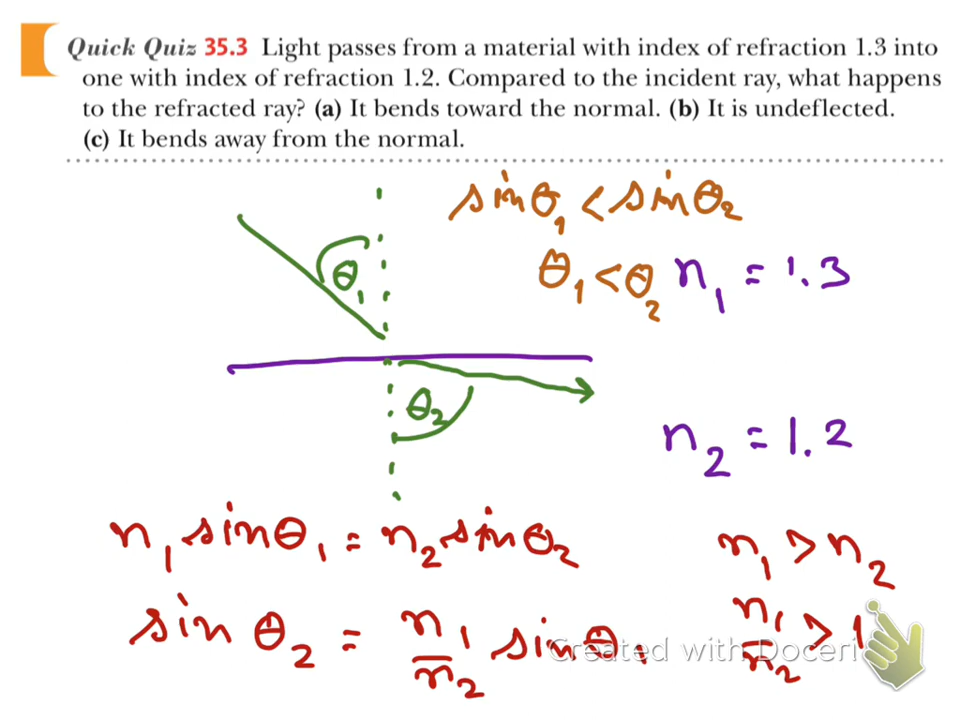 Quick Quiz 35.3 Light passes from a material with index of refraction 1.3 into
one with index of refraction 1.2. Compared to the incident ray, what happens
to the refracted ray? (a) It bends toward the normal. (b) It is undeflected.
(c) It bends away from the normal.
sinθ₁ < sinθ₂
θ₁ < θ₂
n₁ = 1.3
θ₁
θ₂
n₂ = 1.2
n₁ sinθ₁ = n₂ sinθ₂
n₁ > n₂
sin θ₂ = n₁/n₂ sinθ₁
n₁/n₂ > 1
Created with Doceri